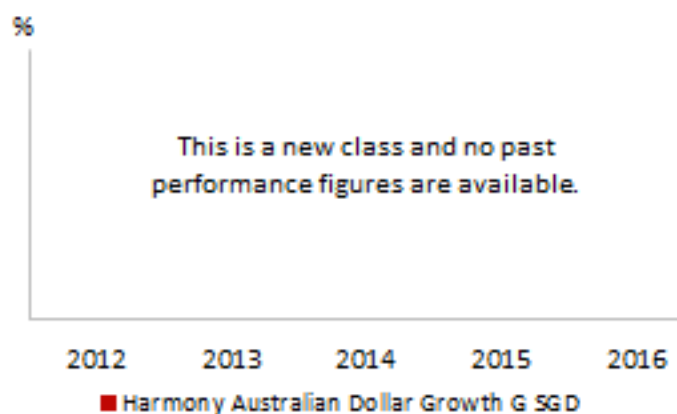 %
This is a new class and no past
performance figures are available.
2012 2013 2014 2015 2016
Harmony Australian Dollar Growth G SGD